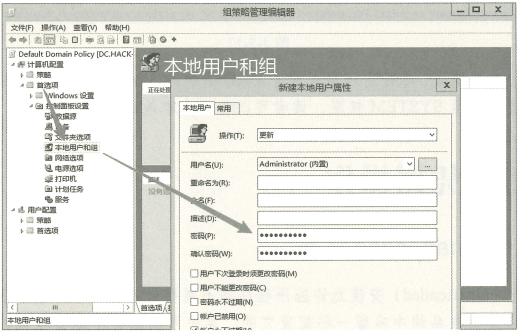 组策略管理编辑器
文件(F) 操作(A) 查看(V) 帮助(H)
Default Domain Policy [DC.HACK-
计算机配置
策略
首选项
Windows 设置
控制面板设置
数据源
设备
文件夹选项
本地用户和组
网络选项
电源选项
打印机
计划任务
服务
用户配置
策略
首选项
本地用户和组
本地用户和组
正在处
新建本地用户属性
X
本地用户 常用
操作(T): 更新
用户名(U): Administrator (内置) ...
重命名为(R):
全名(F):
描述(D):
密码(P): ●●●●●●●●●●
确认密码(W): ●●●●●●●●●●
用户下次登录时须更改密码(M)
用户不能更改密码(C)
密码永不过期(N)
帐户已禁用(O)
首选项